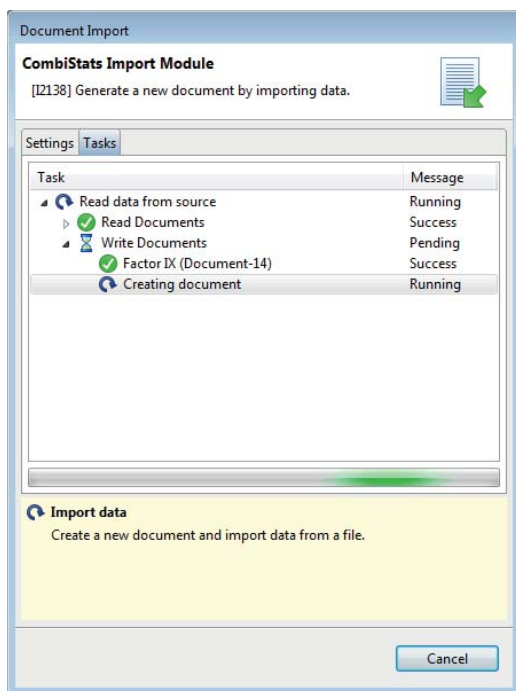 Document Import
CombiStats Import Module
[I2138] Generate a new document by importing data.
Settings Tasks
Task Message
Read data from source Running
Read Documents Success
Write Documents Pending
Factor IX (Document-14) Success
Creating document Running
Import data
Create a new document and import data from a file.
Cancel